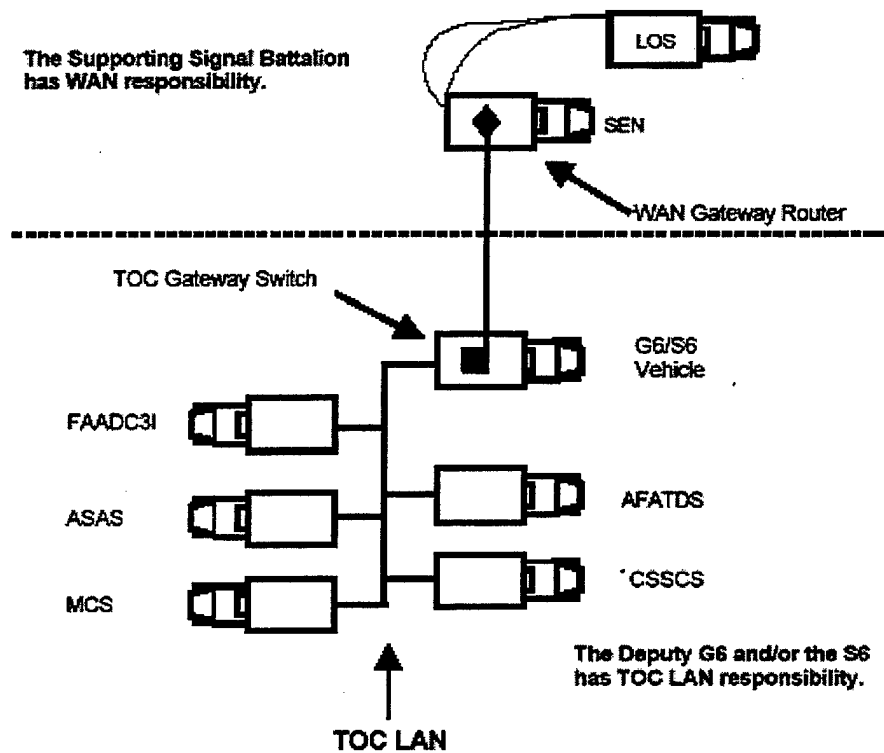 LOS
The Supporting Signal Battalion
has WAN responsibility.
SEN
WAN Gateway Router
TOC Gateway Switch
G6/S6
Vehicle
FAADC3I
AFATDS
ASAS
CSSCS
MCS
The Deputy G6 and/or the S6
has TOC LAN responsibility.
TOC LAN